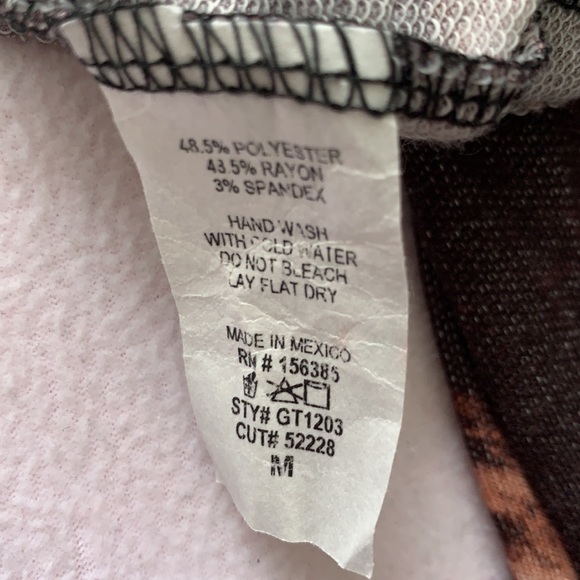 48.5% POLYESTER
43.5% RAYON
3% SPANDEX
HAND WASH
WITH COLD WATER
DO NOT BLEACH
LAY FLAT DRY
MADE IN MEXICO
RN # 156385
STY# GT1203
CUT# 52228
M